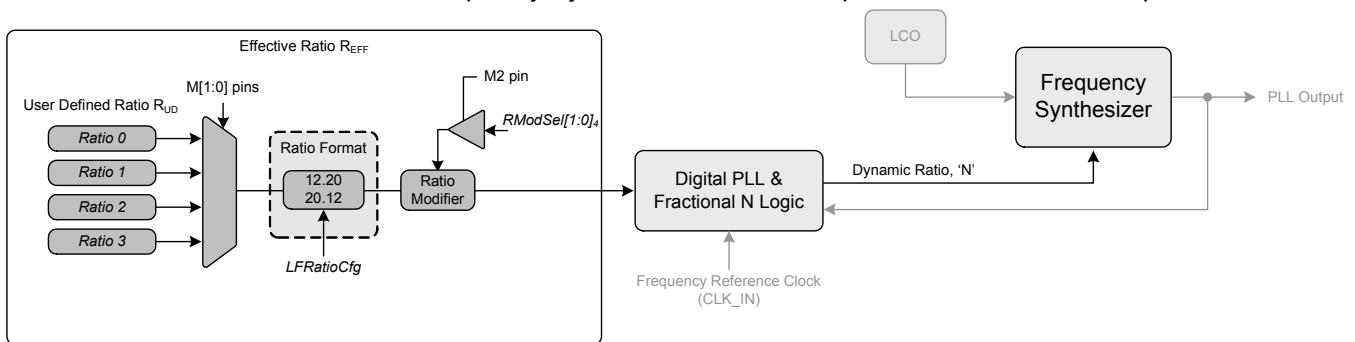 Effective Ratio REFF
M[1:0] pins
User Defined Ratio RUD
Ratio 0
Ratio 1
Ratio 2
Ratio 3
Ratio Format
12.20
20.12
LFRatioCfg
M2 pin
RModSel[1:0]4
Ratio
Modifier
Digital PLL &
Fractional N Logic
Frequency Reference Clock
(CLK_IN)
Dynamic Ratio, ‘N’
LCO
Frequency
Synthesizer
PLL Output